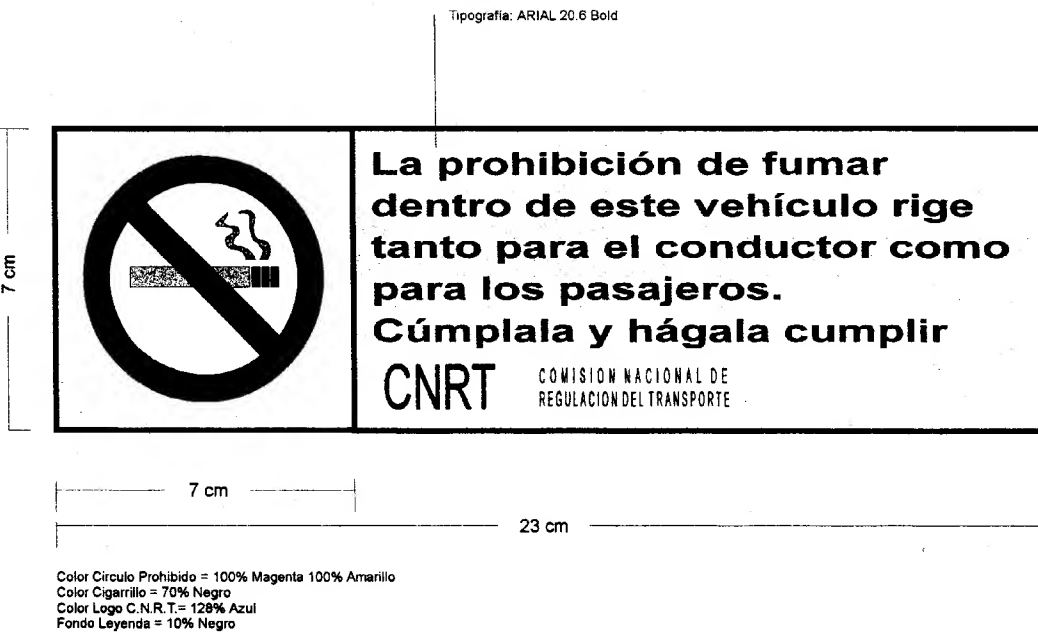 Tipografía: ARIAL 20.6 Bold
La prohibición de fumar
dentro de este vehículo rige
tanto para el conductor como
para los pasajeros.
Cúmplala y hágala cumplir
CNRT
COMISION NACIONAL DE
REGULACION DEL TRANSPORTE
7 cm
7 cm
23 cm
Color Circulo Prohibido = 100% Magenta 100% Amarillo
Color Cigarrillo = 70% Negro
Color Logo C.N.R.T.= 128% Azul
Fondo Leyenda = 10% Negro